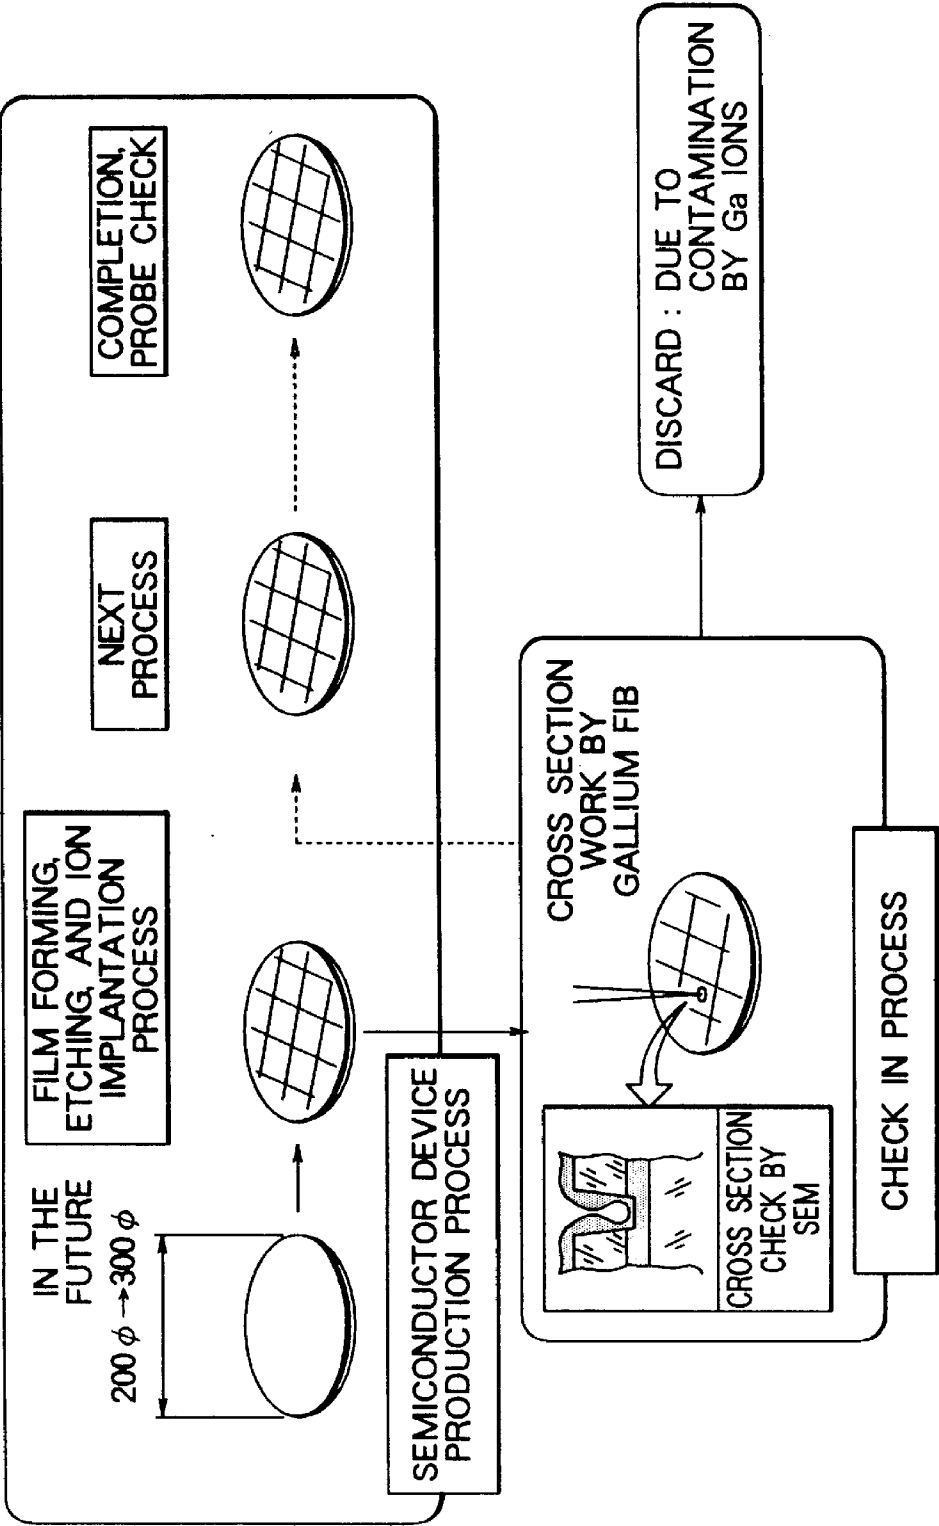 IN THE
FUTURE
200 φ → 300 φ
FILM FORMING,
ETCHING, AND ION
IMPLANTATION
PROCESS
NEXT
PROCESS
COMPLETION,
PROBE CHECK
SEMICONDUCTOR DEVICE
PRODUCTION PROCESS
CROSS SECTION
WORK BY
GALLIUM FIB
CROSS SECTION
CHECK BY
SEM
CHECK IN PROCESS
DISCARD : DUE TO
CONTAMINATION
BY Ga IONS